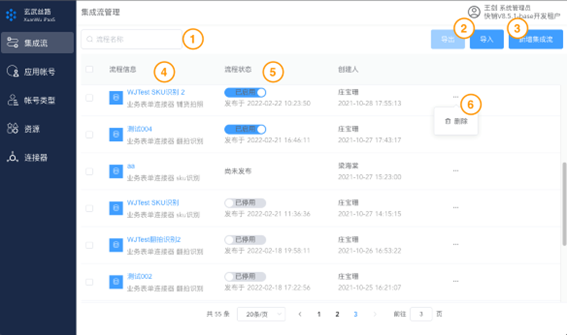 玄武丝路
XuanWu iPaaS
集成流
应用帐号
帐号类型
资源
连接器
集成流管理
王剑 系统管理员
快销V8.5.1-base开发租户
流程名称
1
导出
2
导入
3
新增集成流
流程信息
4
流程状态
5
创建人
WJTest SKU识别 2
业务表单连接器
已启用
发布于 2022-02-22 10:23:50
庄宝珊
2021-10-28 17:55:13
6
删除
测试004
业务表单连接器 翻拍识别
已启用
发布于 2022-02-21 16:46:11
庄宝珊
2021-10-27 17:43:17
aa
业务表单连接器 sku识别
尚未发布
梁海棠
2021-10-27 15:23:00
WJTest SKU识别
业务表单连接器 sku识别
已停用
发布于 2022-02-21 11:36:36
庄宝珊
2021-10-27 14:15:15
WJTest翻拍识别2
业务表单连接器 翻拍识别
已停用
发布于 2022-02-18 19:58:11
庄宝珊
2021-10-26 16:53:22
测试002
业务表单连接器 翻拍识别
已停用
发布于 2022-02-18 17:22:56
庄宝珊
2021-10-25 16:21:07
共 55 条
20条/页
1
2
3
前往
3
页